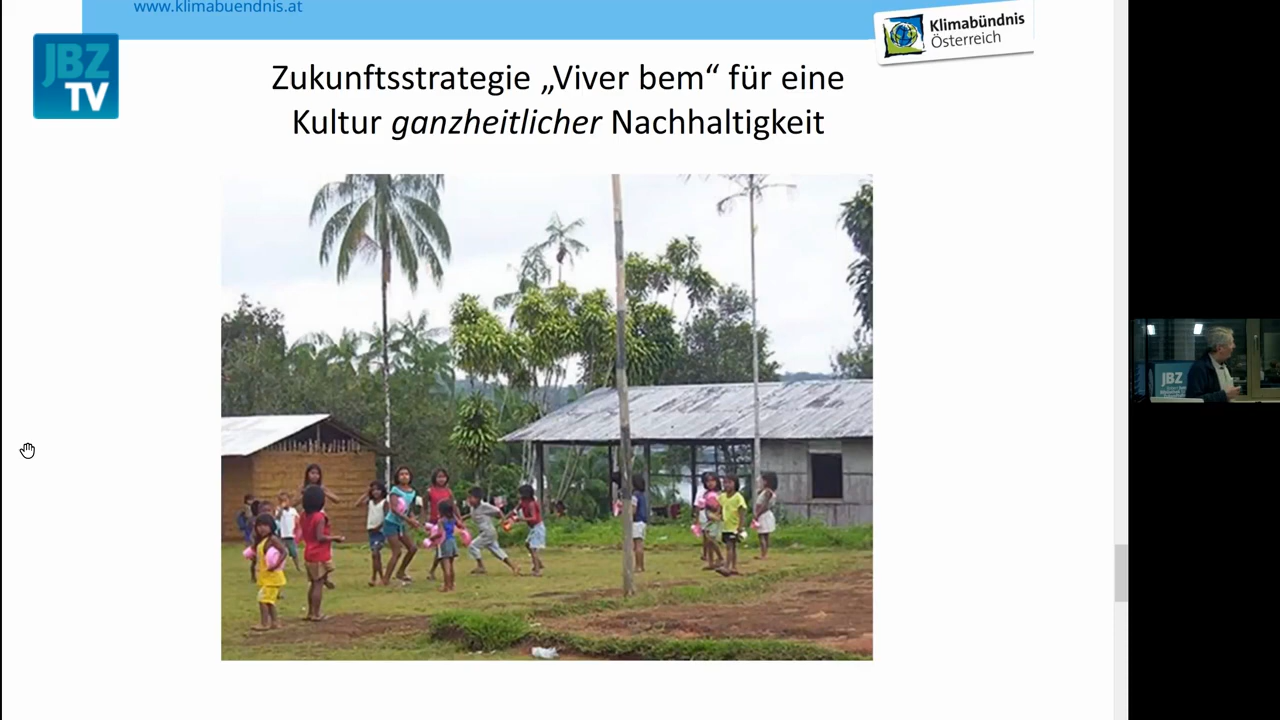 www.klimabuendnis.at
Klimabündnis
Österreich
JBZ
TV
Zukunftsstrategie „Viver bem“ für eine
Kultur ganzheitlicher Nachhaltigkeit
JBZ